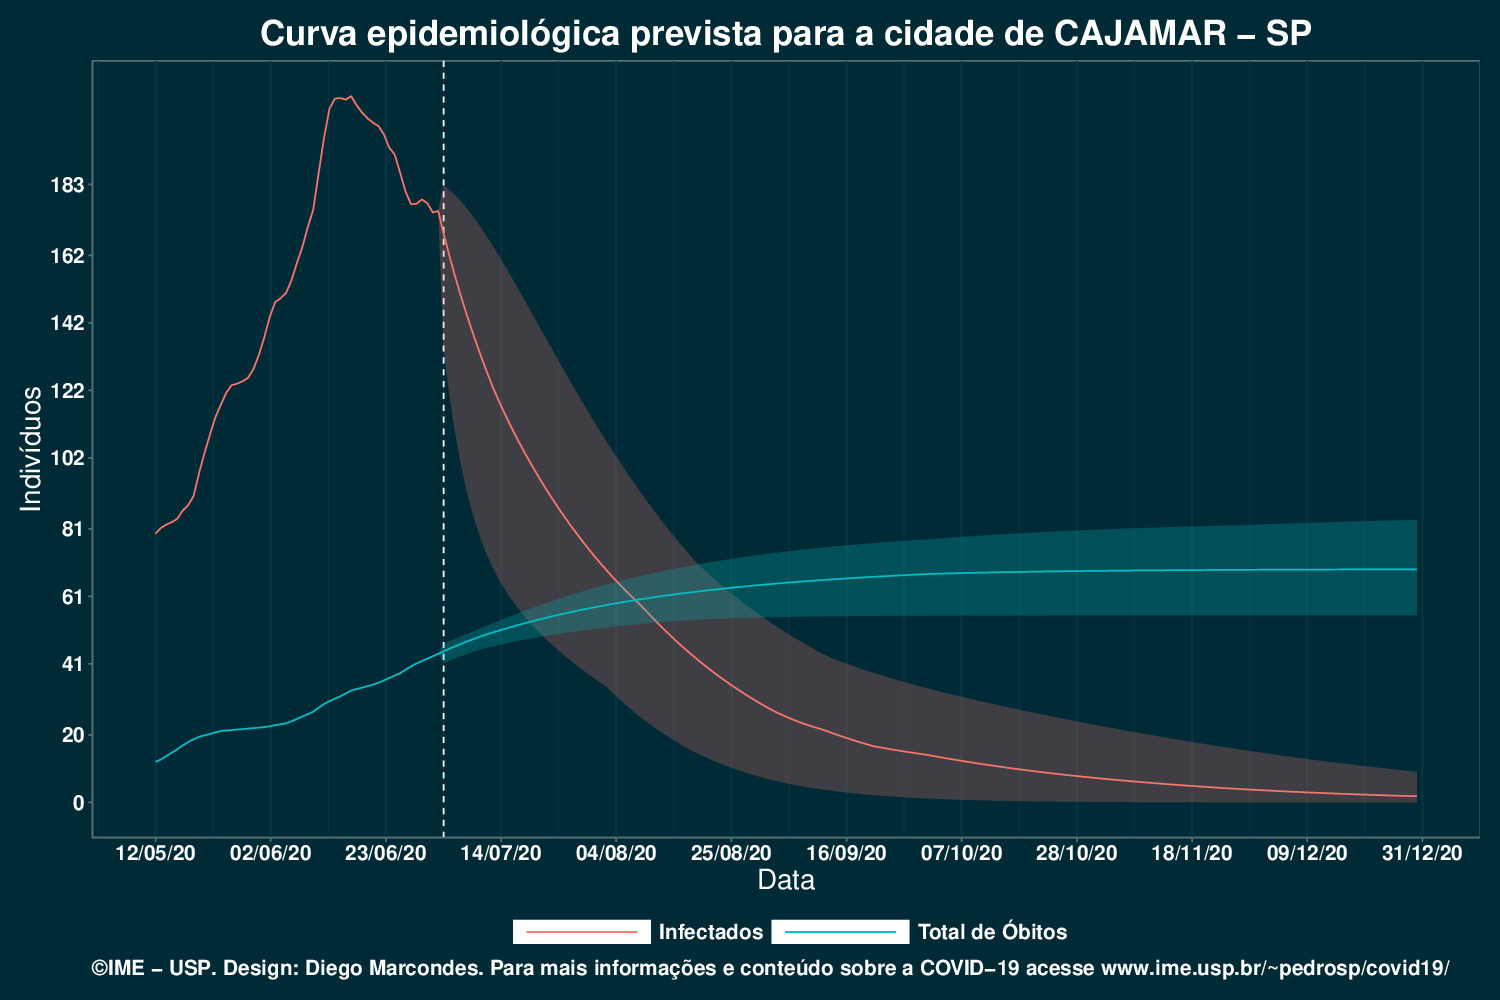 Curva epidemiológica prevista para a cidade de CAJAMAR – SP
Indivíduos
183
162
142
122
102
81
61
41
20
0
12/05/20 02/06/20 23/06/20 14/07/20 04/08/20 25/08/20 16/09/20 07/10/20 28/10/20 18/11/20 09/12/20 31/12/20
Data
Infectados Total de Óbitos
©IME – USP. Design: Diego Marcondes. Para mais informações e conteúdo sobre a COVID–19 acesse www.ime.usp.br/~pedrosp/covid19/